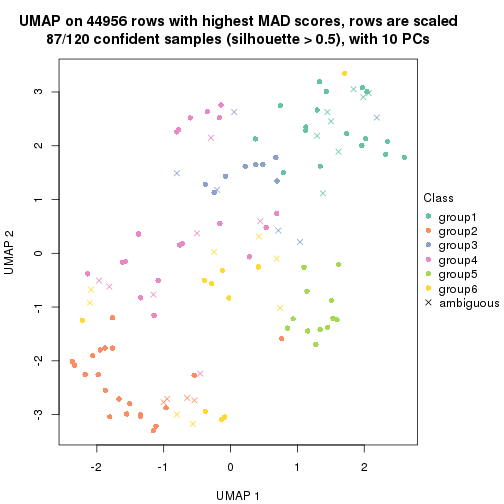 UMAP on 44956 rows with highest MAD scores, rows are scaled
87/120 confident samples (silhouette > 0.5), with 10 PCs
3
2
1
0
-1
-2
-3
UMAP 2
-2
-1
0
1
2
UMAP 1
Class
group1
group2
group3
group4
group5
group6
ambiguous